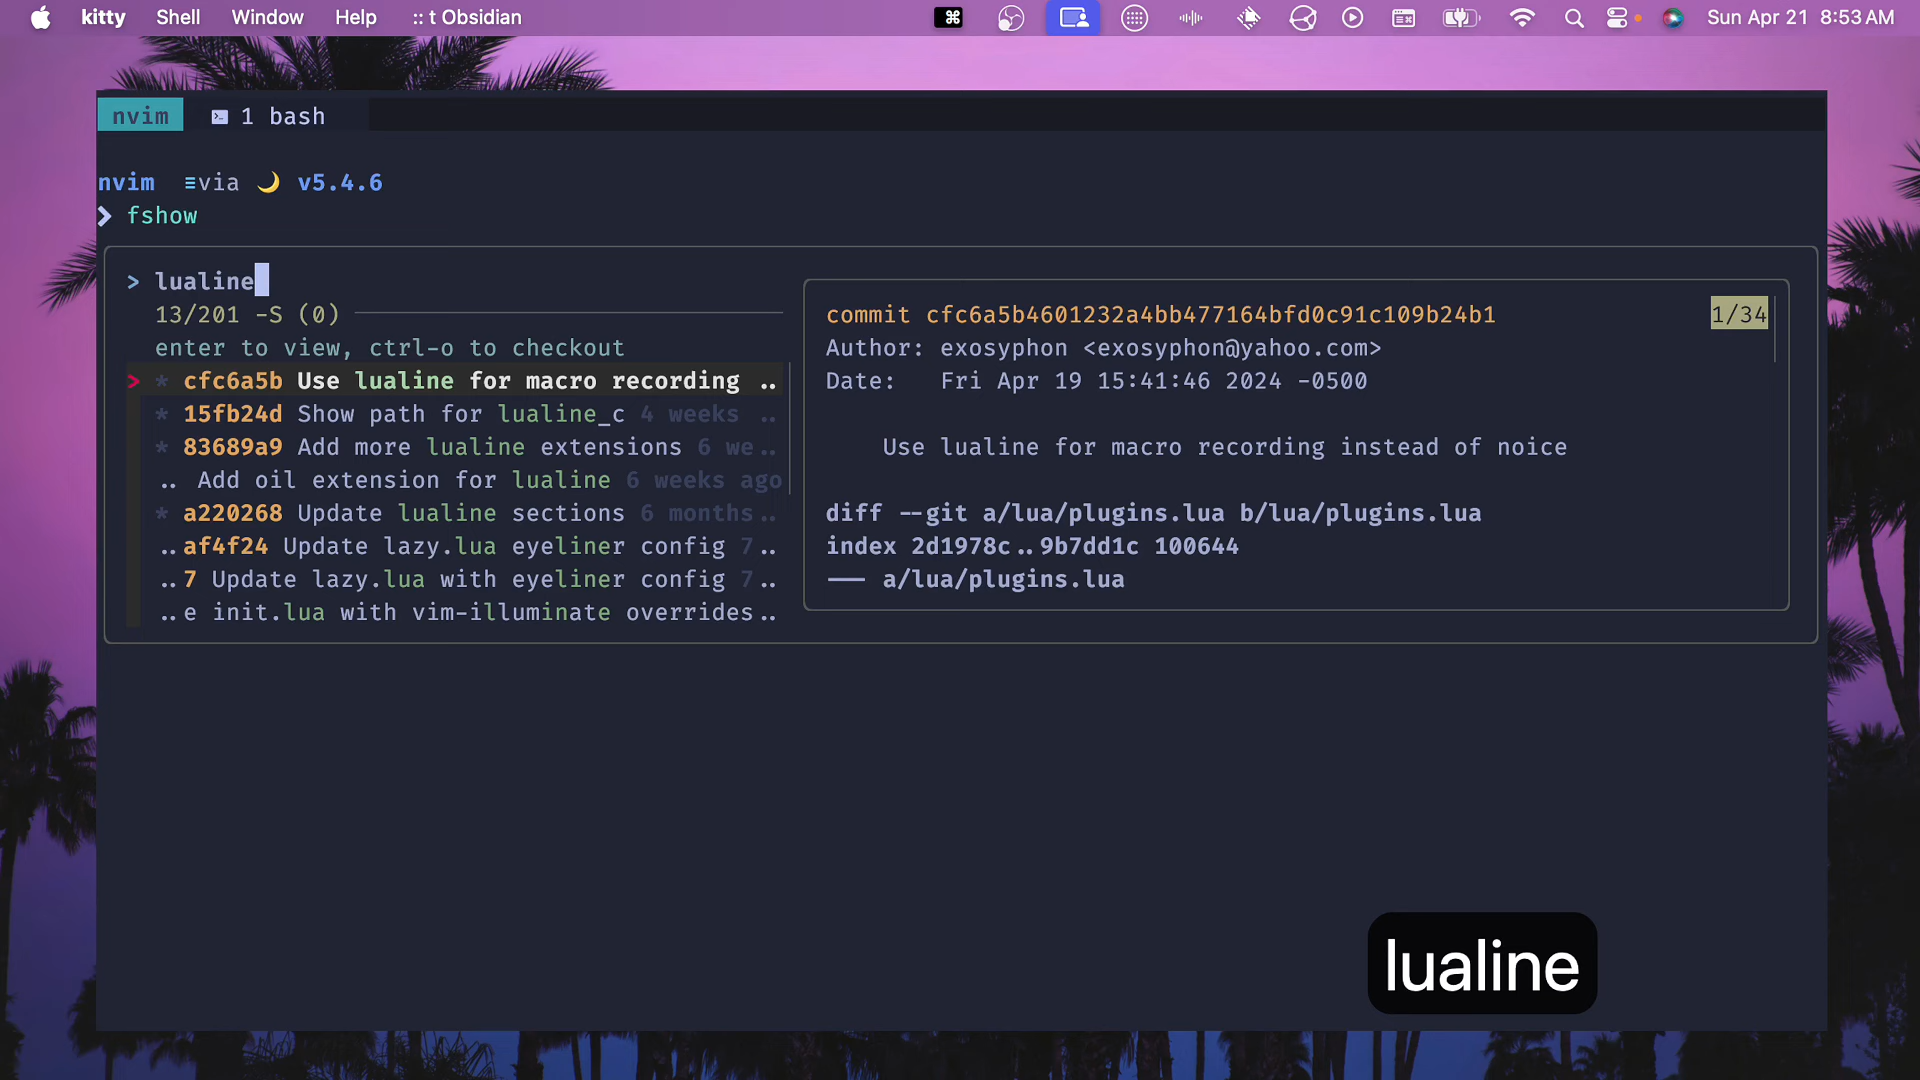 kitty Shell Window Help :: t Obsidian Sun Apr 21 8:53 AM
nvim 1 bash
nvim via v5.4.6
❯ fshow
> lualine
13/201 -S (0)
enter to view, ctrl-o to checkout
> * cfc6a5b Use lualine for macro recording ..
* 15fb24d Show path for lualine_c 4 weeks ..
* 83689a9 Add more lualine extensions 6 we..
.. Add oil extension for lualine 6 weeks ago
* a220268 Update lualine sections 6 months..
..af4f24 Update lazy.lua eyeliner config 7..
..7 Update lazy.lua with eyeliner config 7..
..e init.lua with vim-illuminate overrides..
commit cfc6a5b4601232a4bb477164bfd0c91c109b24b1 1/34
Author: exosyphon <exosyphon@yahoo.com>
Date: Fri Apr 19 15:41:46 2024 -0500
Use lualine for macro recording instead of noice
diff --git a/lua/plugins.lua b/lua/plugins.lua
index 2d1978c..9b7dd1c 100644
--- a/lua/plugins.lua
lualine